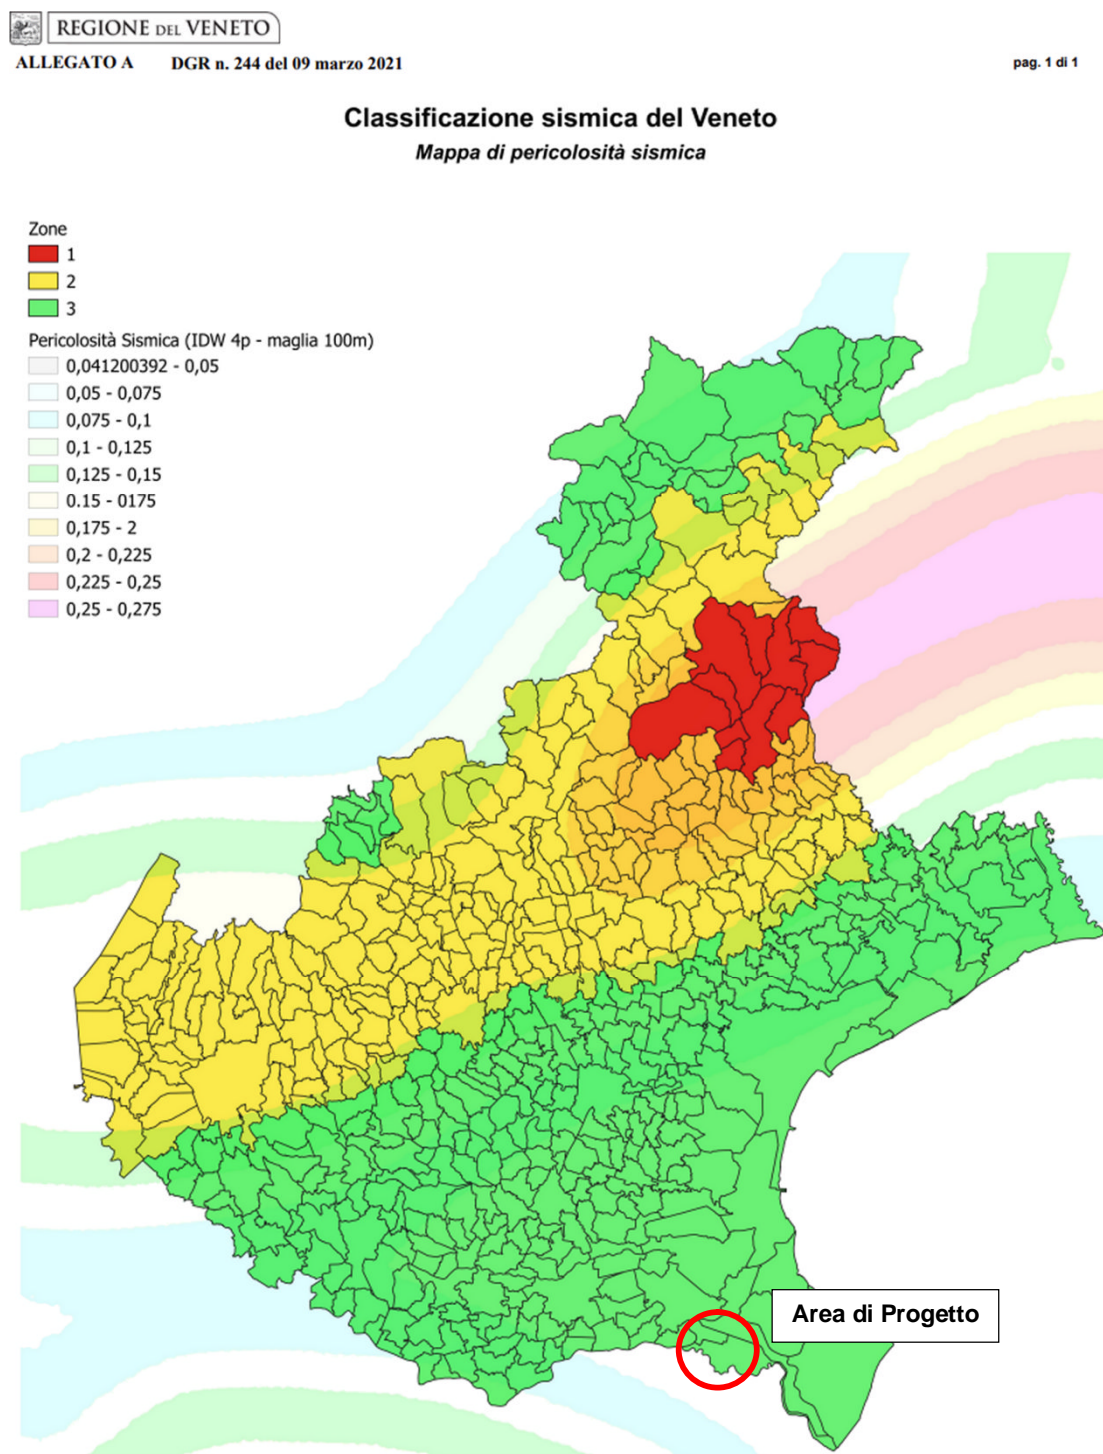 REGIONE DEL VENETO
ALLEGATO A DGR n. 244 del 09 marzo 2021 pag. 1 di 1
Classificazione sismica del Veneto
Mappa di pericolosità sismica
Zone
1
2
3
Pericolosità Sismica (IDW 4p - maglia 100m)
0,041200392 - 0,05
0,05 - 0,075
0,075 - 0,1
0,1 - 0,125
0,125 - 0,15
0.15 - 0175
0,175 - 2
0,2 - 0,225
0,225 - 0,25
0,25 - 0,275
Area di Progetto